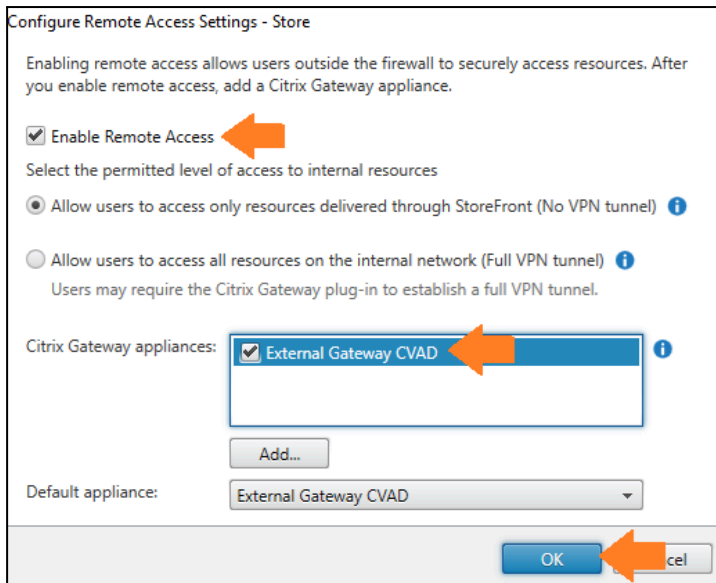 Configure Remote Access Settings - Store
Enabling remote access allows users outside the firewall to securely access resources. After
you enable remote access, add a Citrix Gateway appliance.
Enable Remote Access
Select the permitted level of access to internal resources
Allow users to access only resources delivered through StoreFront (No VPN tunnel)
Allow users to access all resources on the internal network (Full VPN tunnel)
Users may require the Citrix Gateway plug-in to establish a full VPN tunnel.
Citrix Gateway appliances:
External Gateway CVAD
Add...
Default appliance:
External Gateway CVAD
OK